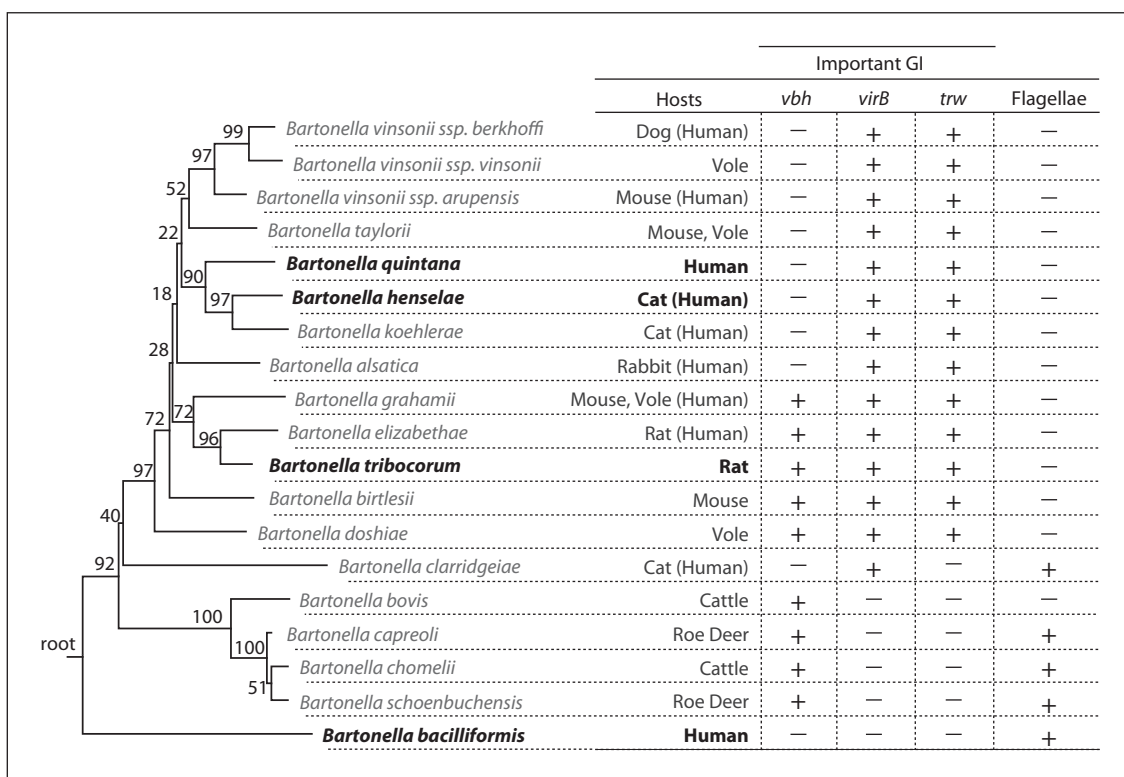 Important GI
Hosts vbh virB trw Flagellae
99 Bartonella vinsonii ssp. berkhoffi Dog (Human) — + + —
97 Bartonella vinsonii ssp. vinsonii Vole — + + —
52 Bartonella vinsonii ssp. arupensis Mouse (Human) — + + —
22 Bartonella taylorii Mouse, Vole — + + —
90 Bartonella quintana Human — + + —
18 97 Bartonella henselae Cat (Human) — + + —
Bartonella koehlerae Cat (Human) — + + —
28 Bartonella alsatica Rabbit (Human) — + + —
72 72 Bartonella grahamii Mouse, Vole (Human) + + + —
96 Bartonella elizabethae Rat (Human) + + + —
97 Bartonella tribocorum Rat + + + —
Bartonella birtlesii Mouse + + + —
40 Bartonella doshiae Vole + + + —
92 Bartonella clarridgeiae Cat (Human) — + — +
100 Bartonella bovis Cattle + — — —
root 100 Bartonella capreoli Roe Deer + — — +
Bartonella chomelii Cattle + — — +
51 Bartonella schoenbuchensis Roe Deer + — — +
Bartonella bacilliformis Human — — — +